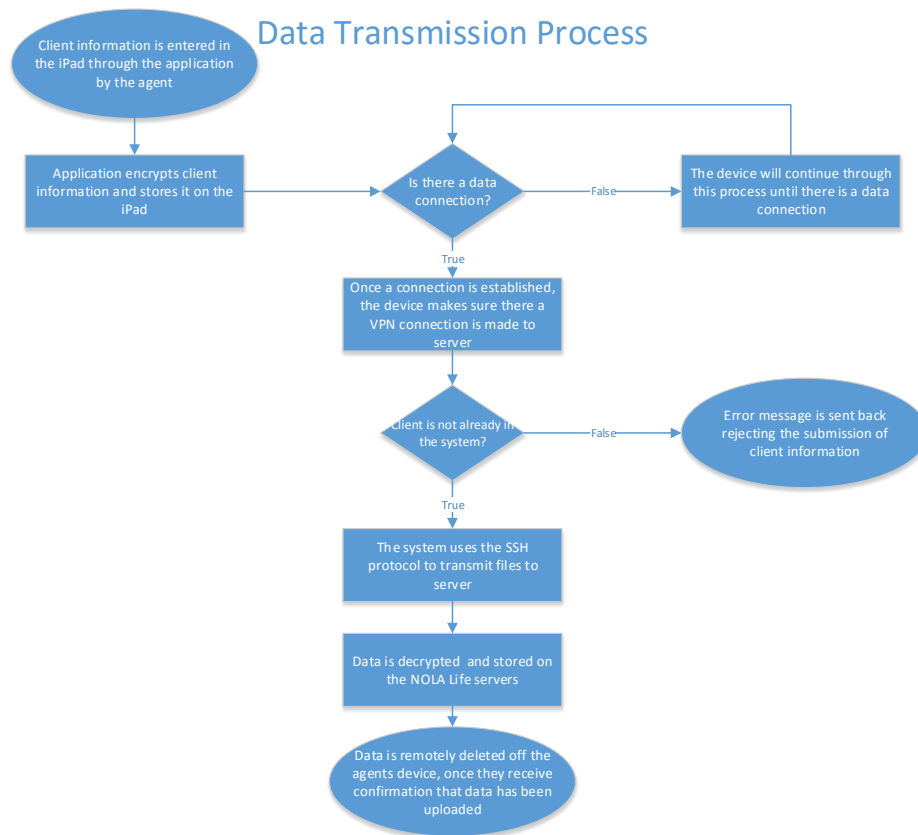 Data Transmission Process
Client information is entered in
the iPad through the application
by the agent
Application encrypts client
information and stores it on the
iPad
Is there a data
connection?
False
The device will continue through
this process until there is a data
connection
True
Once a connection is established,
the device makes sure there a
VPN connection is made to
server
Client is not already in
the system?
False
Error message is sent back
rejecting the submission of
client information
True
The system uses the SSH
protocol to transmit files to
server
Data is decrypted and stored on
the NOLA Life servers
Data is remotely deleted off the
agents device, once they receive
confirmation that data has been
uploaded